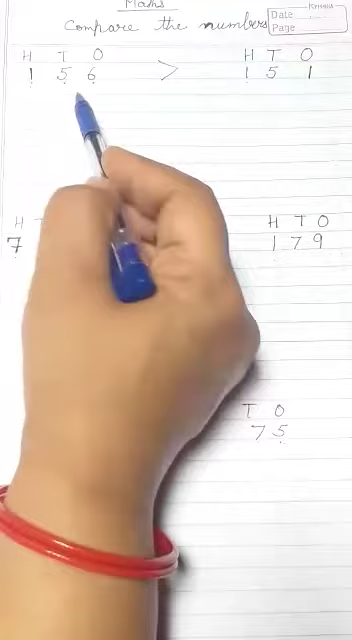 Maths
Compare the numbers
Date
Page
H T O
1 5 6 > 1 5 1
H T O
H
7
H T O
1 7 9
T O
7 5